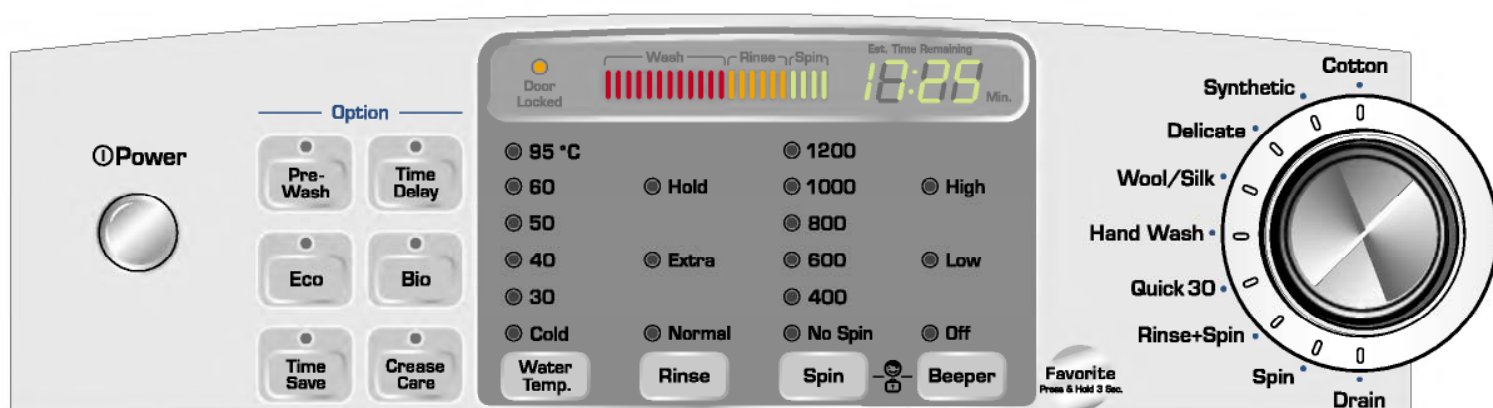 Power
Option
Pre-
Wash
Time
Delay
Eco
Bio
Time
Save
Crease
Care
Door
Locked
Wash
Rinse
Spin
Est. Time Remaining
17:25
Min.
95 °C
60
50
40
30
Cold
Water
Temp.
Hold
Extra
Normal
Rinse
1200
1000
800
600
400
No Spin
Spin
High
Low
Off
Beeper
Favorite
Press & Hold 3 Sec.
Cotton
Synthetic
Delicate
Wool/Silk
Hand Wash
Quick 30
Rinse+Spin
Spin
Drain